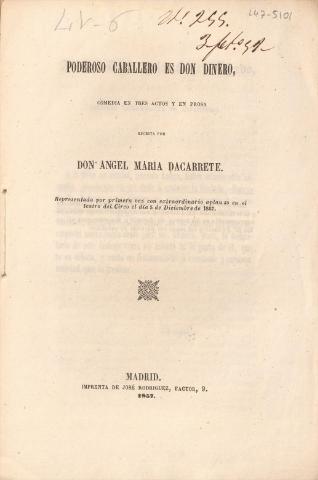 L47-5101
PODEROSO CABALLERO ES DON DINERO,
COMEDIA EN TRES ACTOS Y EN PROSA
ESCRITA POR
DON ANGEL MARIA DACARRETE.
Representada por primera vez con extraordinario aplauso en el
teatro del Circo el dia 5 de Diciembre de 1857.
MADRID.
IMPRENTA DE JOSÉ RODRIGUEZ, FACTOR, 9.
1857.